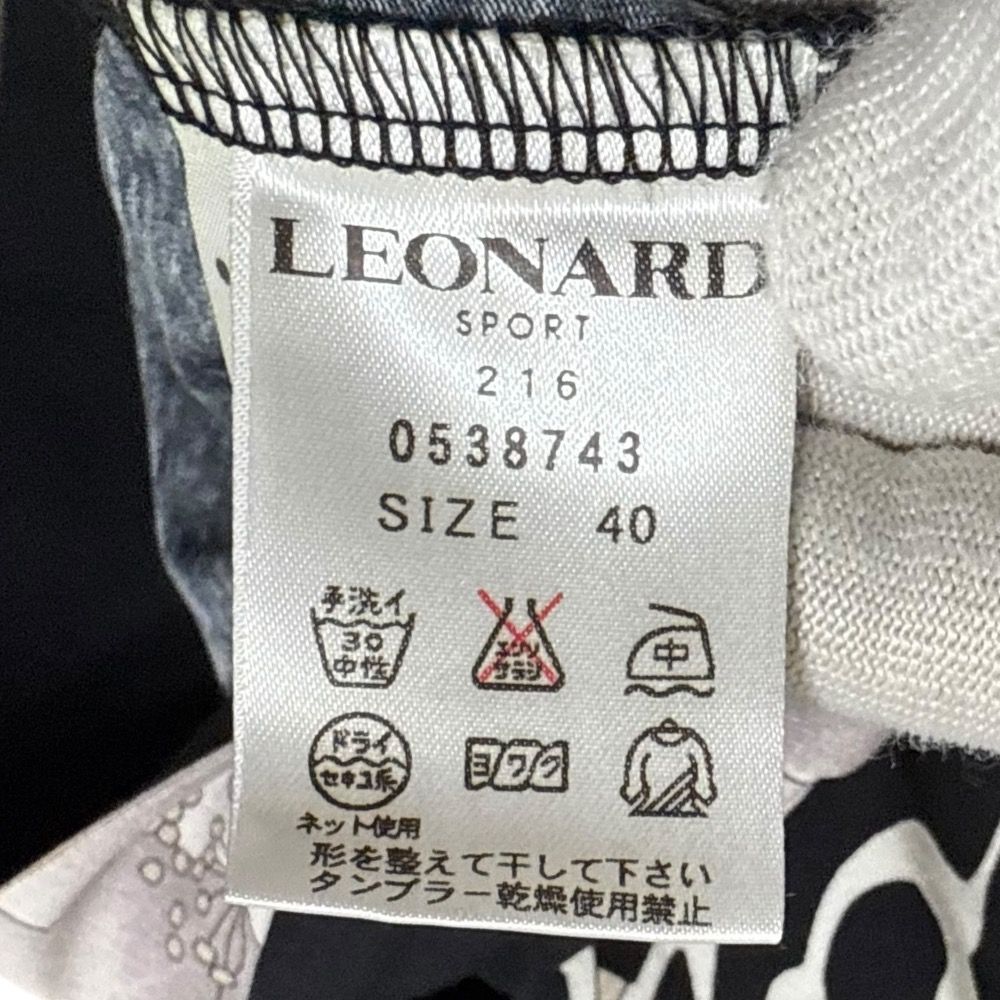 LEONARD
SPORT
216
0538743
SIZE 40
手洗イ
30
中性
エンソ
サラシ
中
ドライ
セキユ系
ヨワク
ネット使用
形を整えて干して下さい
タンブラー乾燥使用禁止